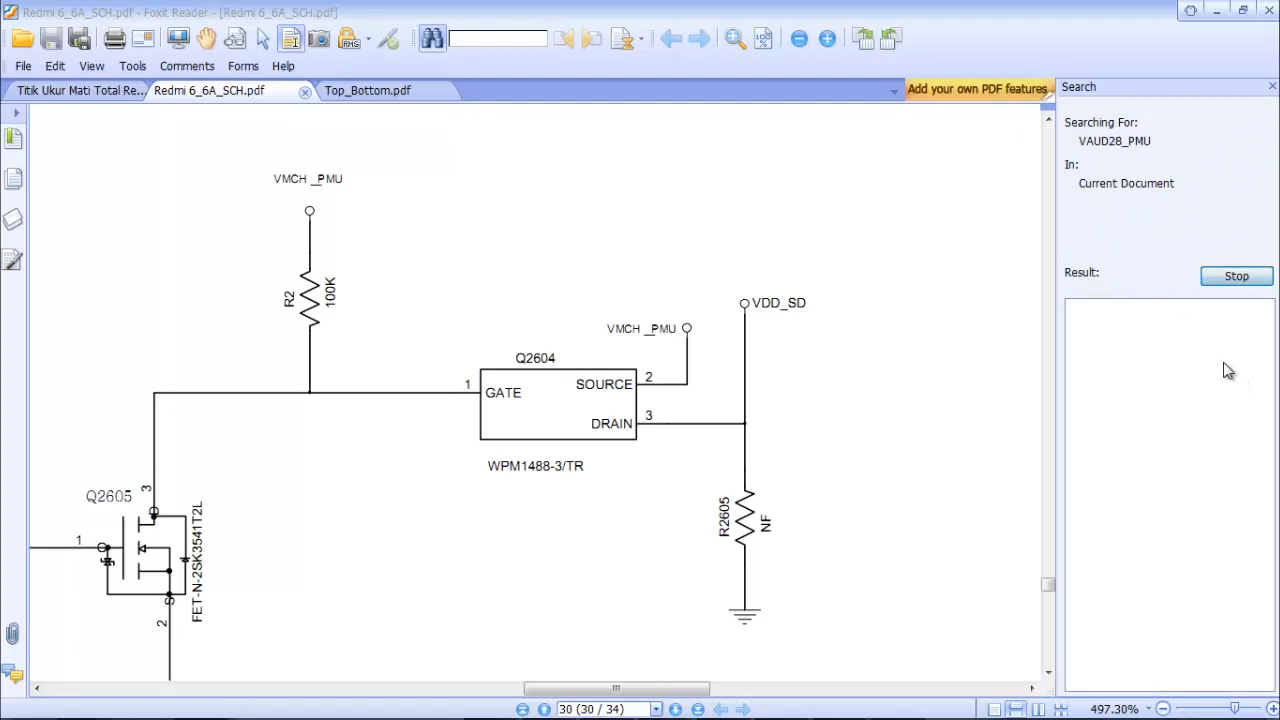 Redmi 6_6A_SCH.pdf - Foxit Reader - [Redmi 6_6A_SCH.pdf]
RMS
File Edit View Tools Comments Forms Help
Titik Ukur Mati Total Re... Redmi 6_6A_SCH.pdf Top_Bottom.pdf Add your own PDF features
Search
Searching For:
VAUD28_PMU
In:
Current Document
Result: Stop
VMCH _PMU
R2
100K
VDD_SD
VMCH _PMU
Q2604
1 GATE SOURCE 2
DRAIN 3
WPM1488-3/TR
Q2605
3
1
S
2
FET-N-2SK3541T2L
R2605
NF
30 (30 / 34) 497.30%